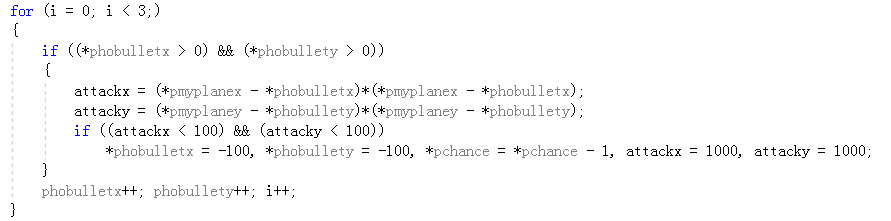 for (i = 0; i < 3;)
{
if ((*phobulletx > 0) && (*phobullety > 0))
{
attackx = (*pmyplanex - *phobulletx)*(*pmyplanex - *phobulletx);
attacky = (*pmyplaney - *phobullety)*(*pmyplaney - *phobullety);
if ((attackx < 100) && (attacky < 100))
*phobulletx = -100, *phobullety = -100, *pchance = *pchance - 1, attackx = 1000, attacky = 1000;
}
phobulletx++; phobullety++; i++;
}